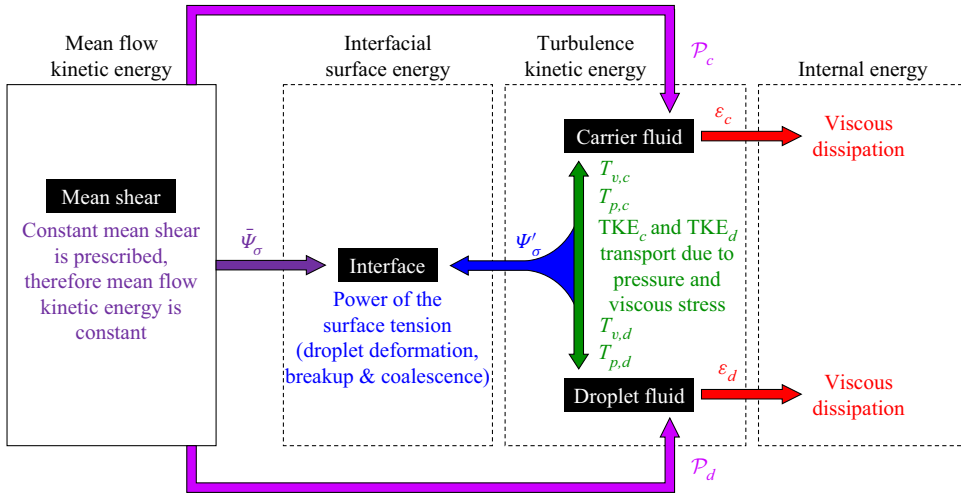 Mean flow
kinetic energy
Interfacial
surface energy
Turbulence
kinetic energy
Internal energy
𝒫c
Carrier fluid
εc
Viscous
dissipation
Mean shear
Constant mean shear
is prescribed,
therefore mean flow
kinetic energy is
constant
Ψ̄σ
Interface
Power of the
surface tension
(droplet deformation,
breakup & coalescence)
Ψ′σ
Tv,c
Tp,c
TKEc and TKEd
transport due to
pressure and
viscous stress
Tv,d
Tp,d
Droplet fluid
εd
Viscous
dissipation
𝒫d